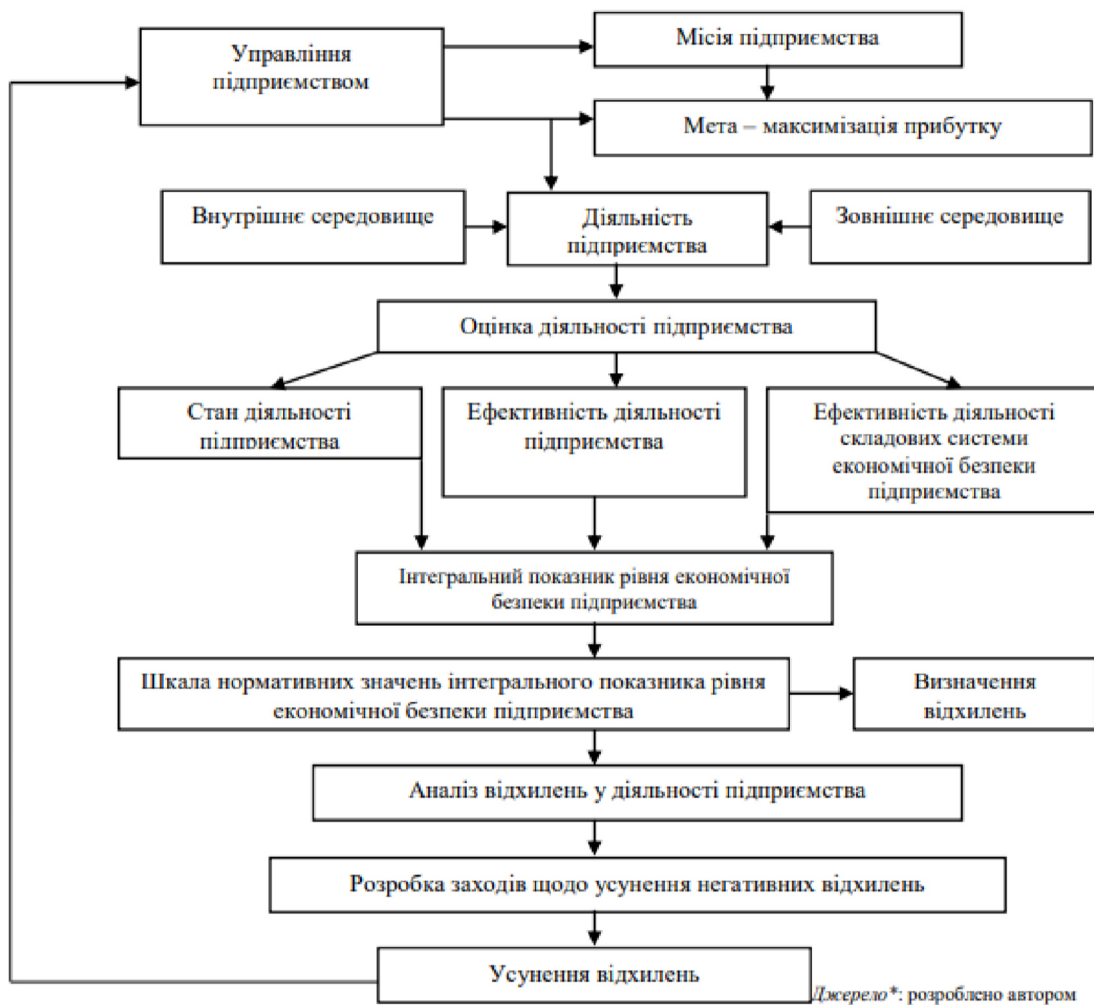 Управління
підприємством
Місія підприємства
Мета – максимізація прибутку
Внутрішнє середовище
Діяльність
підприємства
Зовнішнє середовище
Оцінка діяльності підприємства
Стан діяльності
підприємства
Ефективність діяльності
підприємства
Ефективність діяльності
складових системи
економічної безпеки
підприємства
Інтегральний показник рівня економічної
безпеки підприємства
Шкала нормативних значень інтегрального показника рівня
економічної безпеки підприємства
Визначення
відхилень
Аналіз відхилень у діяльності підприємства
Розробка заходів щодо усунення негативних відхилень
Усунення відхилень
Джерело*: розроблено автором